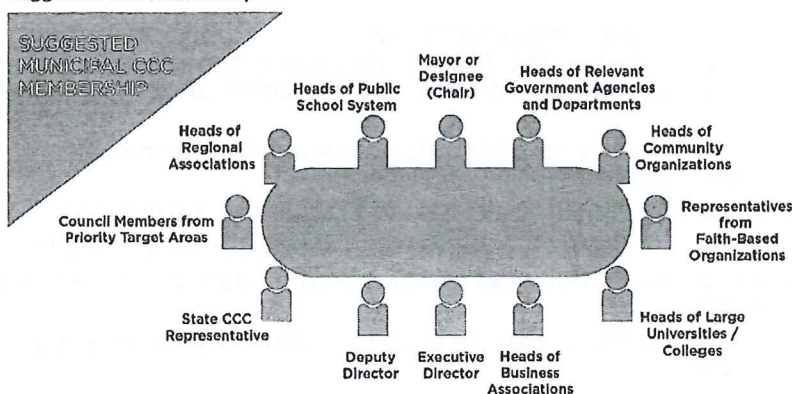 SUGGESTED
MUNICIPAL CCC
MEMBERSHIP
Mayor or
Designee
(Chair)
Heads of Public
School System
Heads of Relevant
Government Agencies
and Departments
Heads of
Regional
Associations
Heads of
Community
Organizations
Council Members from
Priority Target Areas
Representatives
from
Faith-Based
Organizations
State CCC
Representative
Heads of Large
Universities /
Colleges
Deputy
Director
Executive
Director
Heads of
Business
Associations